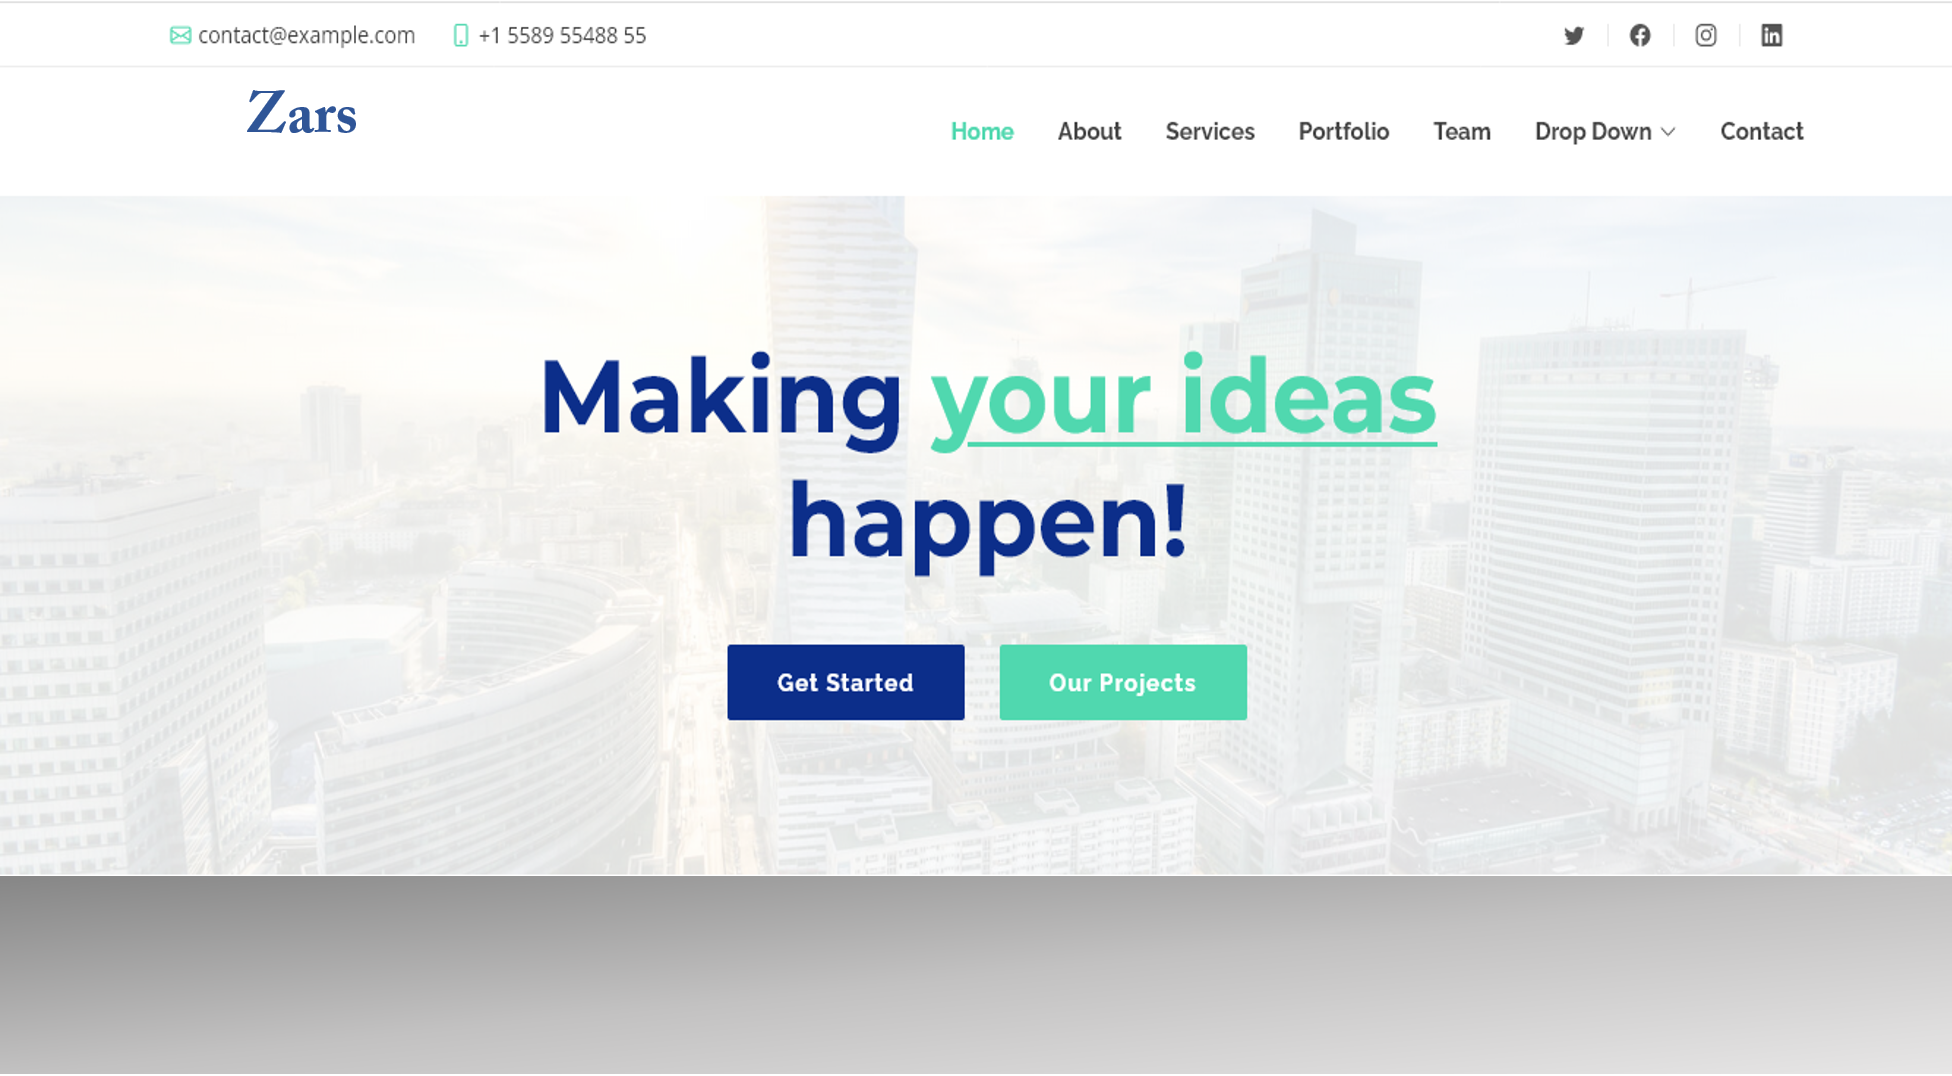 contact@example.com +1 5589 55488 55
Zars
Home About Services Portfolio Team Drop Down Contact
Making your ideas
happen!
Get Started Our Projects